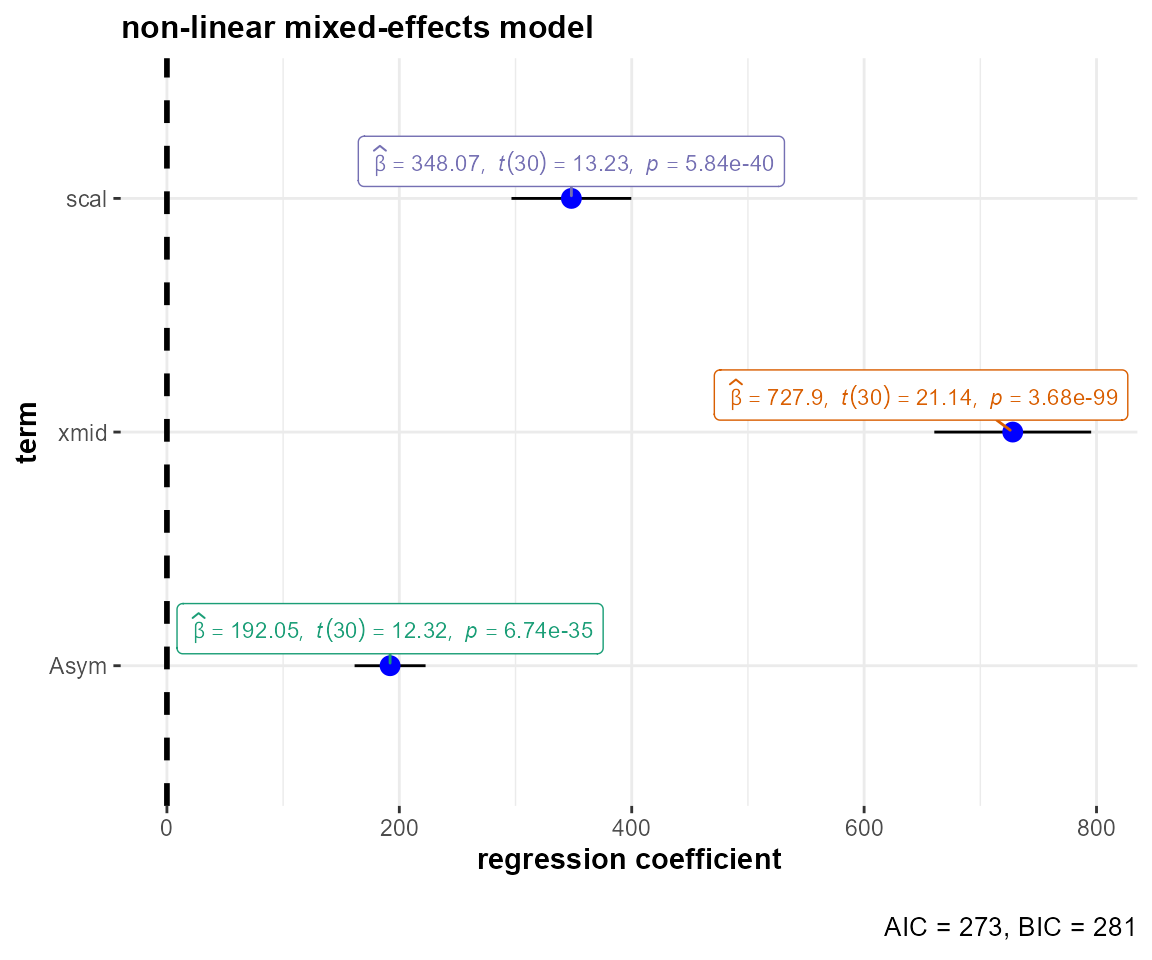 non-linear mixed-effects model
β̂ = 348.07, t(30) = 13.23, p = 5.84e-40
scal
β̂ = 727.9, t(30) = 21.14, p = 3.68e-99
xmid
term
β̂ = 192.05, t(30) = 12.32, p = 6.74e-35
Asym
0 200 400 600 800
regression coefficient
AIC = 273, BIC = 281